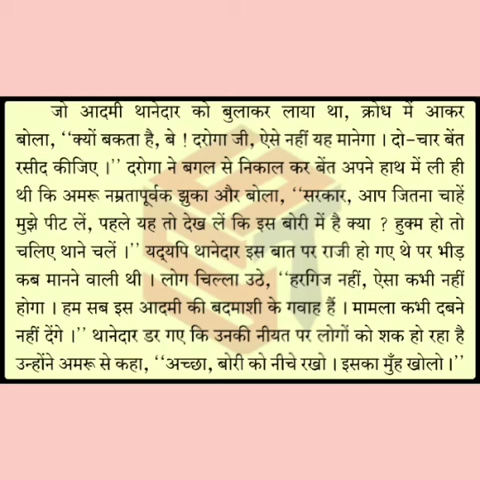 जो आदमी थानेदार को बुलाकर लाया था, क्रोध में आकर
बोला, ‘‘क्यों बकता है, बे ! दरोगा जी, ऐसे नहीं यह मानेगा । दो-चार बेंत
रसीद कीजिए ।’’ दरोगा ने बगल से निकाल कर बेंत अपने हाथ में ली ही
थी कि अमरू नम्रतापूर्वक झुका और बोला, ‘‘सरकार, आप जितना चाहें
मुझे पीट लें, पहले यह तो देख लें कि इस बोरी में है क्या ? हुक्म हो तो
चलिए थाने चलें ।’’ यद्‌यपि थानेदार इस बात पर राजी हो गए थे पर भीड़
कब मानने वाली थी । लोग चिल्ला उठे, ‘‘हरगिज नहीं, ऐसा कभी नहीं
होगा । हम सब इस आदमी की बदमाशी के गवाह हैं । मामला कभी दबने
नहीं देंगे ।’’ थानेदार डर गए कि उनकी नीयत पर लोगों को शक हो रहा है
उन्होंने अमरू से कहा, ‘‘अच्छा, बोरी को नीचे रखो । इसका मुँह खोलो ।’’